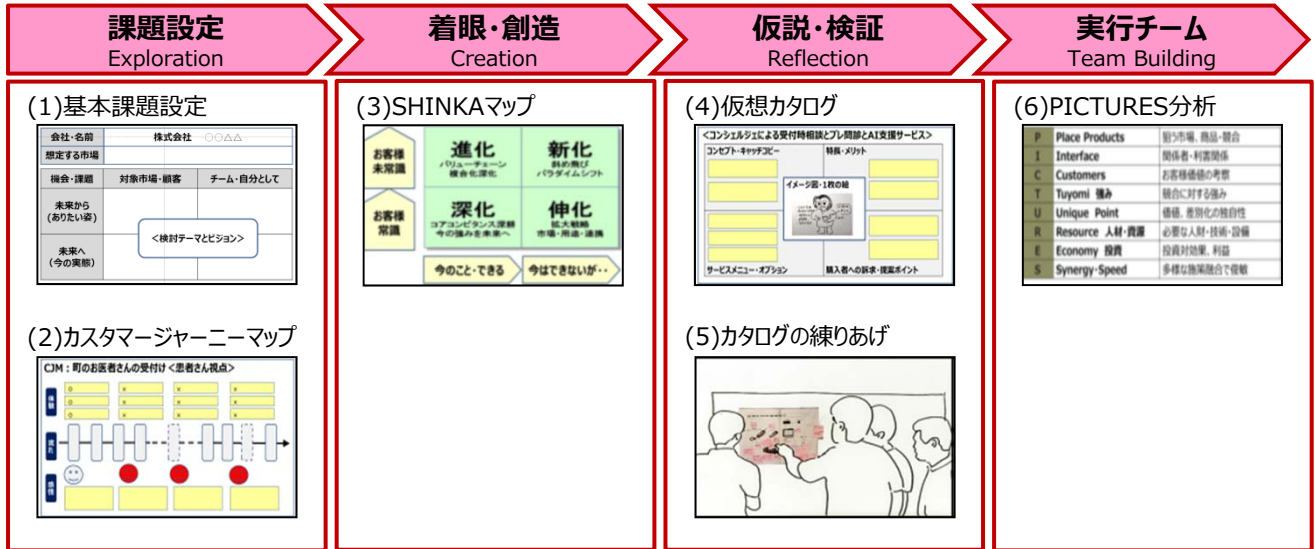 課題設定
Exploration
着眼・創造
Creation
仮説・検証
Reflection
実行チーム
Team Building
(1)基本課題設定
会社・名前
株式会社 ○○△△
想定する市場
機会・課題
対象市場・顧客
チーム・自分として
未来から
(ありたい姿)
<検討テーマとビジョン>
未来へ
(今の実態)
(2)カスタマージャーニーマップ
CJM:町のお医者さんの受付け<患者さん視点>
体験
流れ
感情
(3)SHINKAマップ
お客様
未常識
進化
バリューチェーン
複合化深化
新化
斜め飛び
パラダイムシフト
お客様
常識
深化
コアコンピタンス深耕
今の強みを未来へ
伸化
拡大戦略
市場・用途・連携
今のこと・できる
今はできないが・・
(4)仮想カタログ
<コンシェルジェによる受付時相談とプレ問診とAI支援サービス>
コンセプト・キャッチコピー
特長・メリット
イメージ図・1枚の絵
サービスメニュー・オプション
購入者への訴求・提案ポイント
(5)カタログの練りあげ
(6)PICTURES分析
P Place Products 狙う市場、商品・競合
I Interface 関係者・利害関係
C Customers お客様価値の考察
T Tuyomi 強み 競合に対する強み
U Unique Point 価値、差別化の独自性
R Resource 人材・資源 必要な人財・技術・設備
E Economy 投資 投資対効果、利益
S Synergy・Speed 多様な施策融合で俊敏